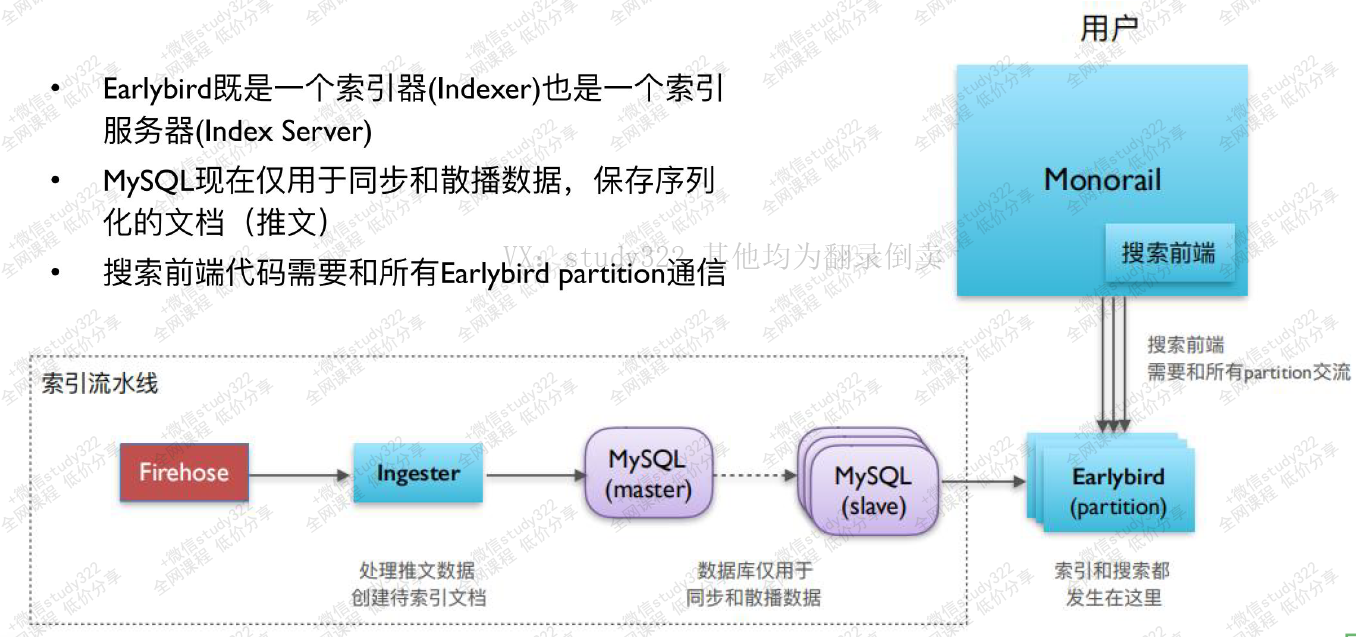 用户
• Earlybird既是一个索引器(Indexer)也是一个索引
服务器(Index Server)
• MySQL现在仅用于同步和散播数据，保存序列
化的文档（推文）
• 搜索前端代码需要和所有Earlybird partition通信
VX: study322 其他均为翻录倒卖
Monorail
搜索前端
搜索前端
需要和所有partition交流
索引流水线
Firehose
Ingester
MySQL
(master)
MySQL
(slave)
Earlybird
(partition)
处理推文数据
创建待索引文档
数据库仅用于
同步和散播数据
索引和搜索都
发生在这里
+微信study322
全网课程 低价分享